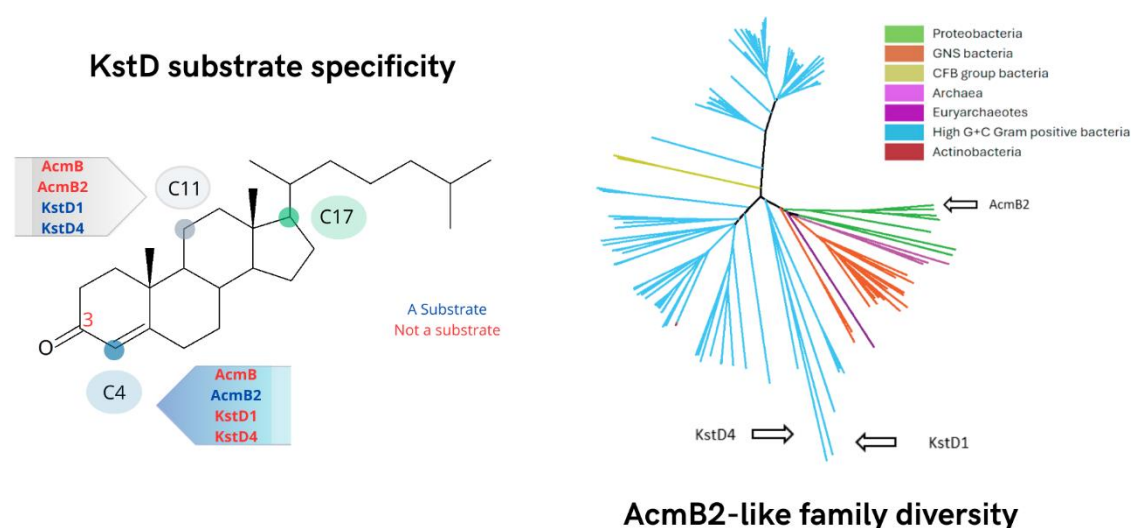 KstD substrate specificity
AcmB
AcmB2
KstD1
KstD4
C11
C17
A Substrate
Not a substrate
3
O
C4
AcmB
AcmB2
KstD1
KstD4
Proteobacteria
GNS bacteria
CFB group bacteria
Archaea
Euryarchaeotes
High G+C Gram positive bacteria
Actinobacteria
AcmB2
KstD4
KstD1
AcmB2-like family diversity